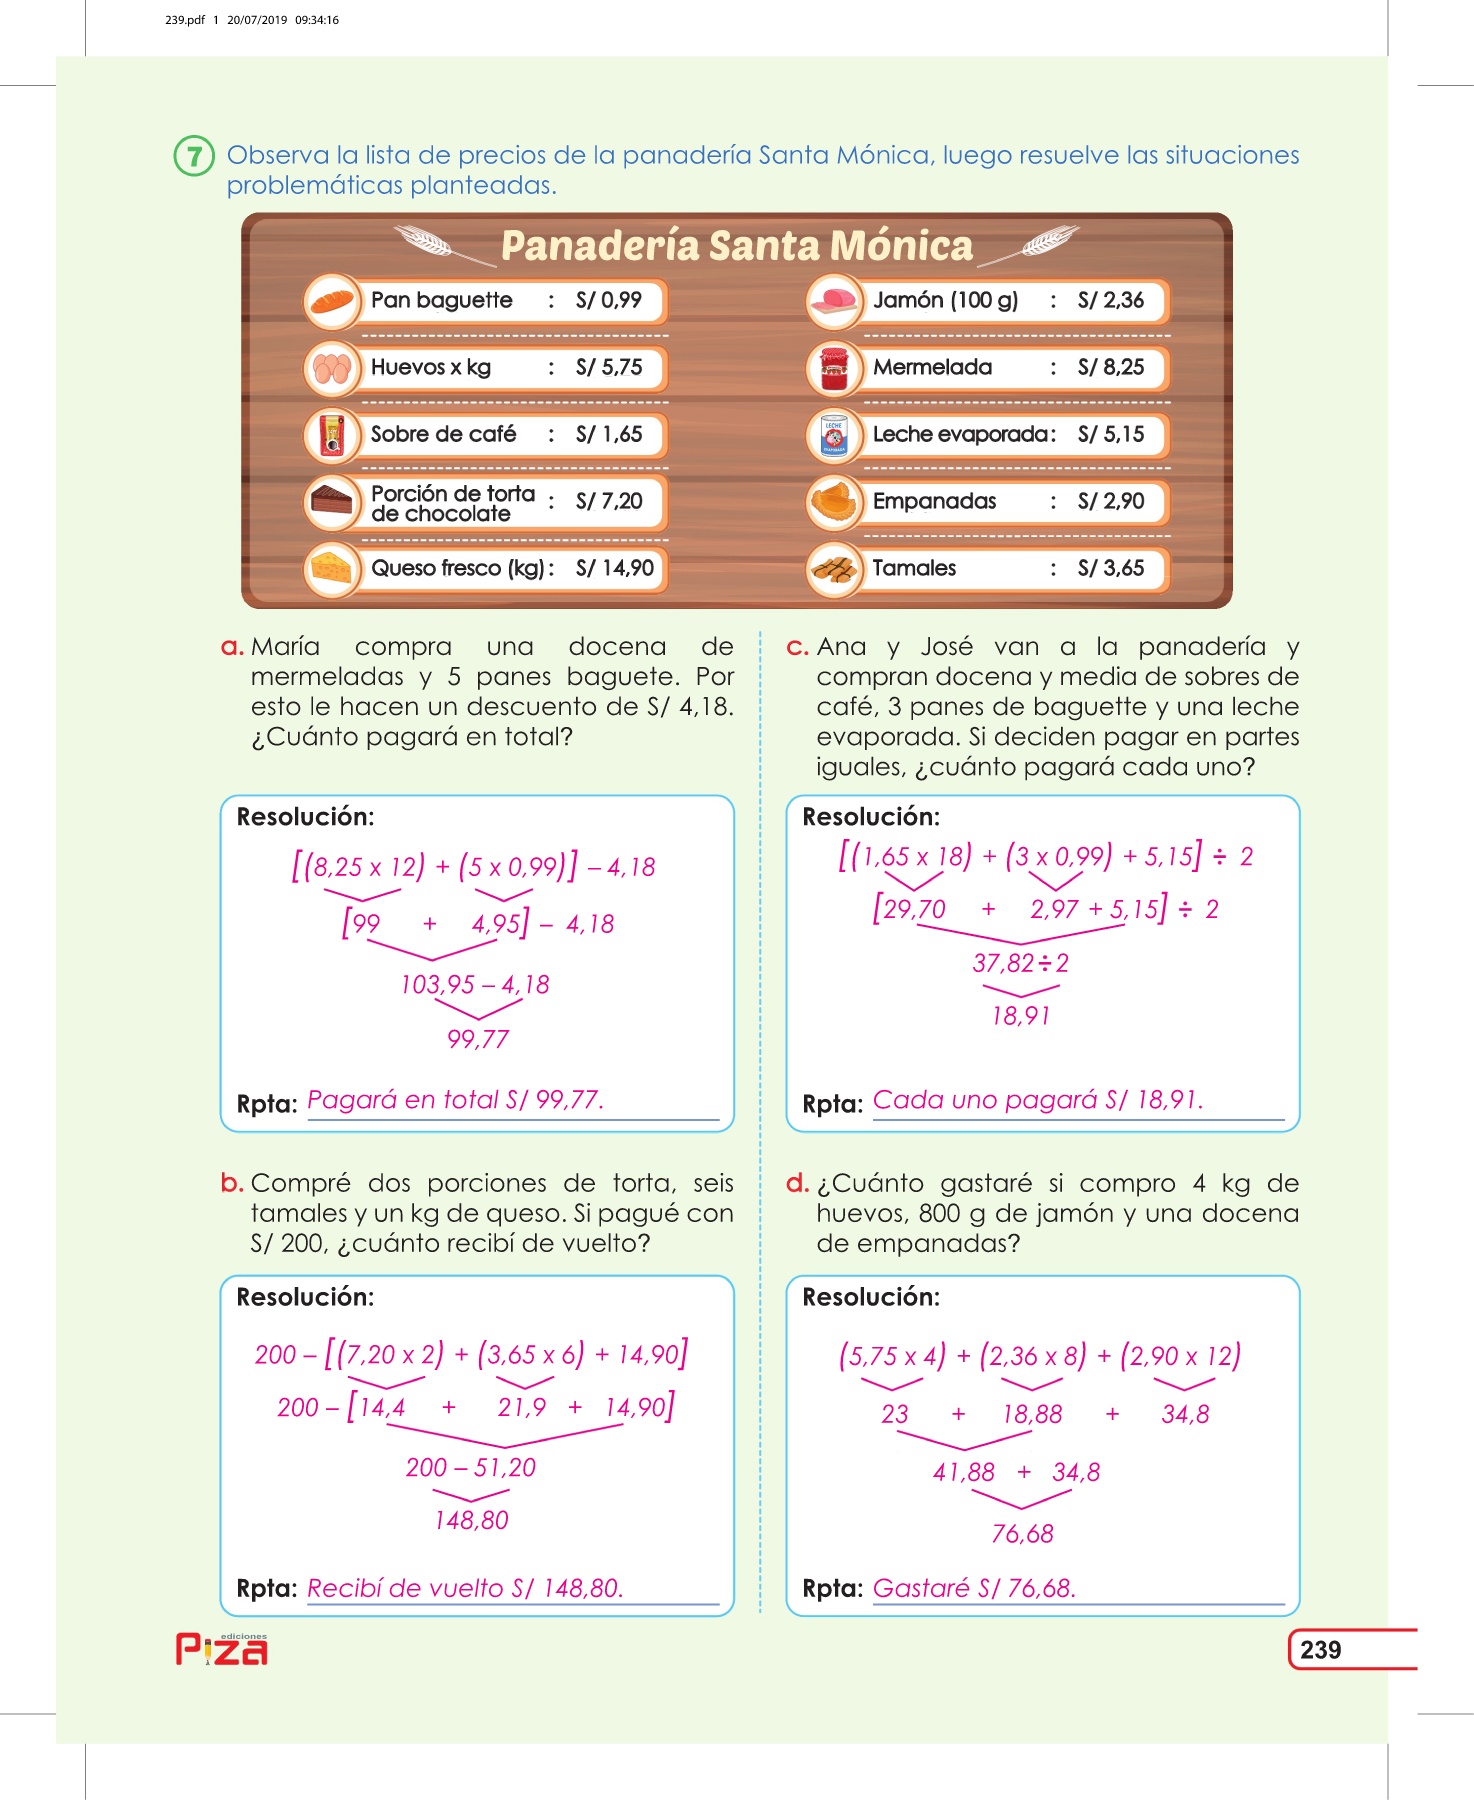 239.pdf 1 20/07/2019 09:34:16
7 Observa la lista de precios de la panadería Santa Mónica, luego resuelve las situaciones
problemáticas planteadas.
Panadería Santa Mónica
Pan baguette : S/ 0,99
Huevos x kg : S/ 5,75
Sobre de café : S/ 1,65
Porción de torta
de chocolate : S/ 7,20
Queso fresco (kg) : S/ 14,90
Jamón (100 g) : S/ 2,36
Mermelada : S/ 8,25
Leche evaporada : S/ 5,15
LECHE
Empanadas : S/ 2,90
Tamales : S/ 3,65
a. María compra una docena de
mermeladas y 5 panes baguete. Por
esto le hacen un descuento de S/ 4,18.
¿Cuánto pagará en total?
Resolución:
[(8,25 x 12) + (5 x 0,99)] – 4,18
[99 + 4,95] – 4,18
103,95 – 4,18
99,77
Rpta: Pagará en total S/ 99,77.
b. Compré dos porciones de torta, seis
tamales y un kg de queso. Si pagué con
S/ 200, ¿cuánto recibí de vuelto?
Resolución:
200 – [(7,20 x 2) + (3,65 x 6) + 14,90]
200 – [14,4 + 21,9 + 14,90]
200 – 51,20
148,80
Rpta: Recibí de vuelto S/ 148,80.
c. Ana y José van a la panadería y
compran docena y media de sobres de
café, 3 panes de baguette y una leche
evaporada. Si deciden pagar en partes
iguales, ¿cuánto pagará cada uno?
Resolución:
[(1,65 x 18) + (3 x 0,99) + 5,15] ÷ 2
[29,70 + 2,97 + 5,15] ÷ 2
37,82÷2
18,91
Rpta: Cada uno pagará S/ 18,91.
d. ¿Cuánto gastaré si compro 4 kg de
huevos, 800 g de jamón y una docena
de empanadas?
Resolución:
(5,75 x 4) + (2,36 x 8) + (2,90 x 12)
23 + 18,88 + 34,8
41,88 + 34,8
76,68
Rpta: Gastaré S/ 76,68.
ediciones
Piza
239